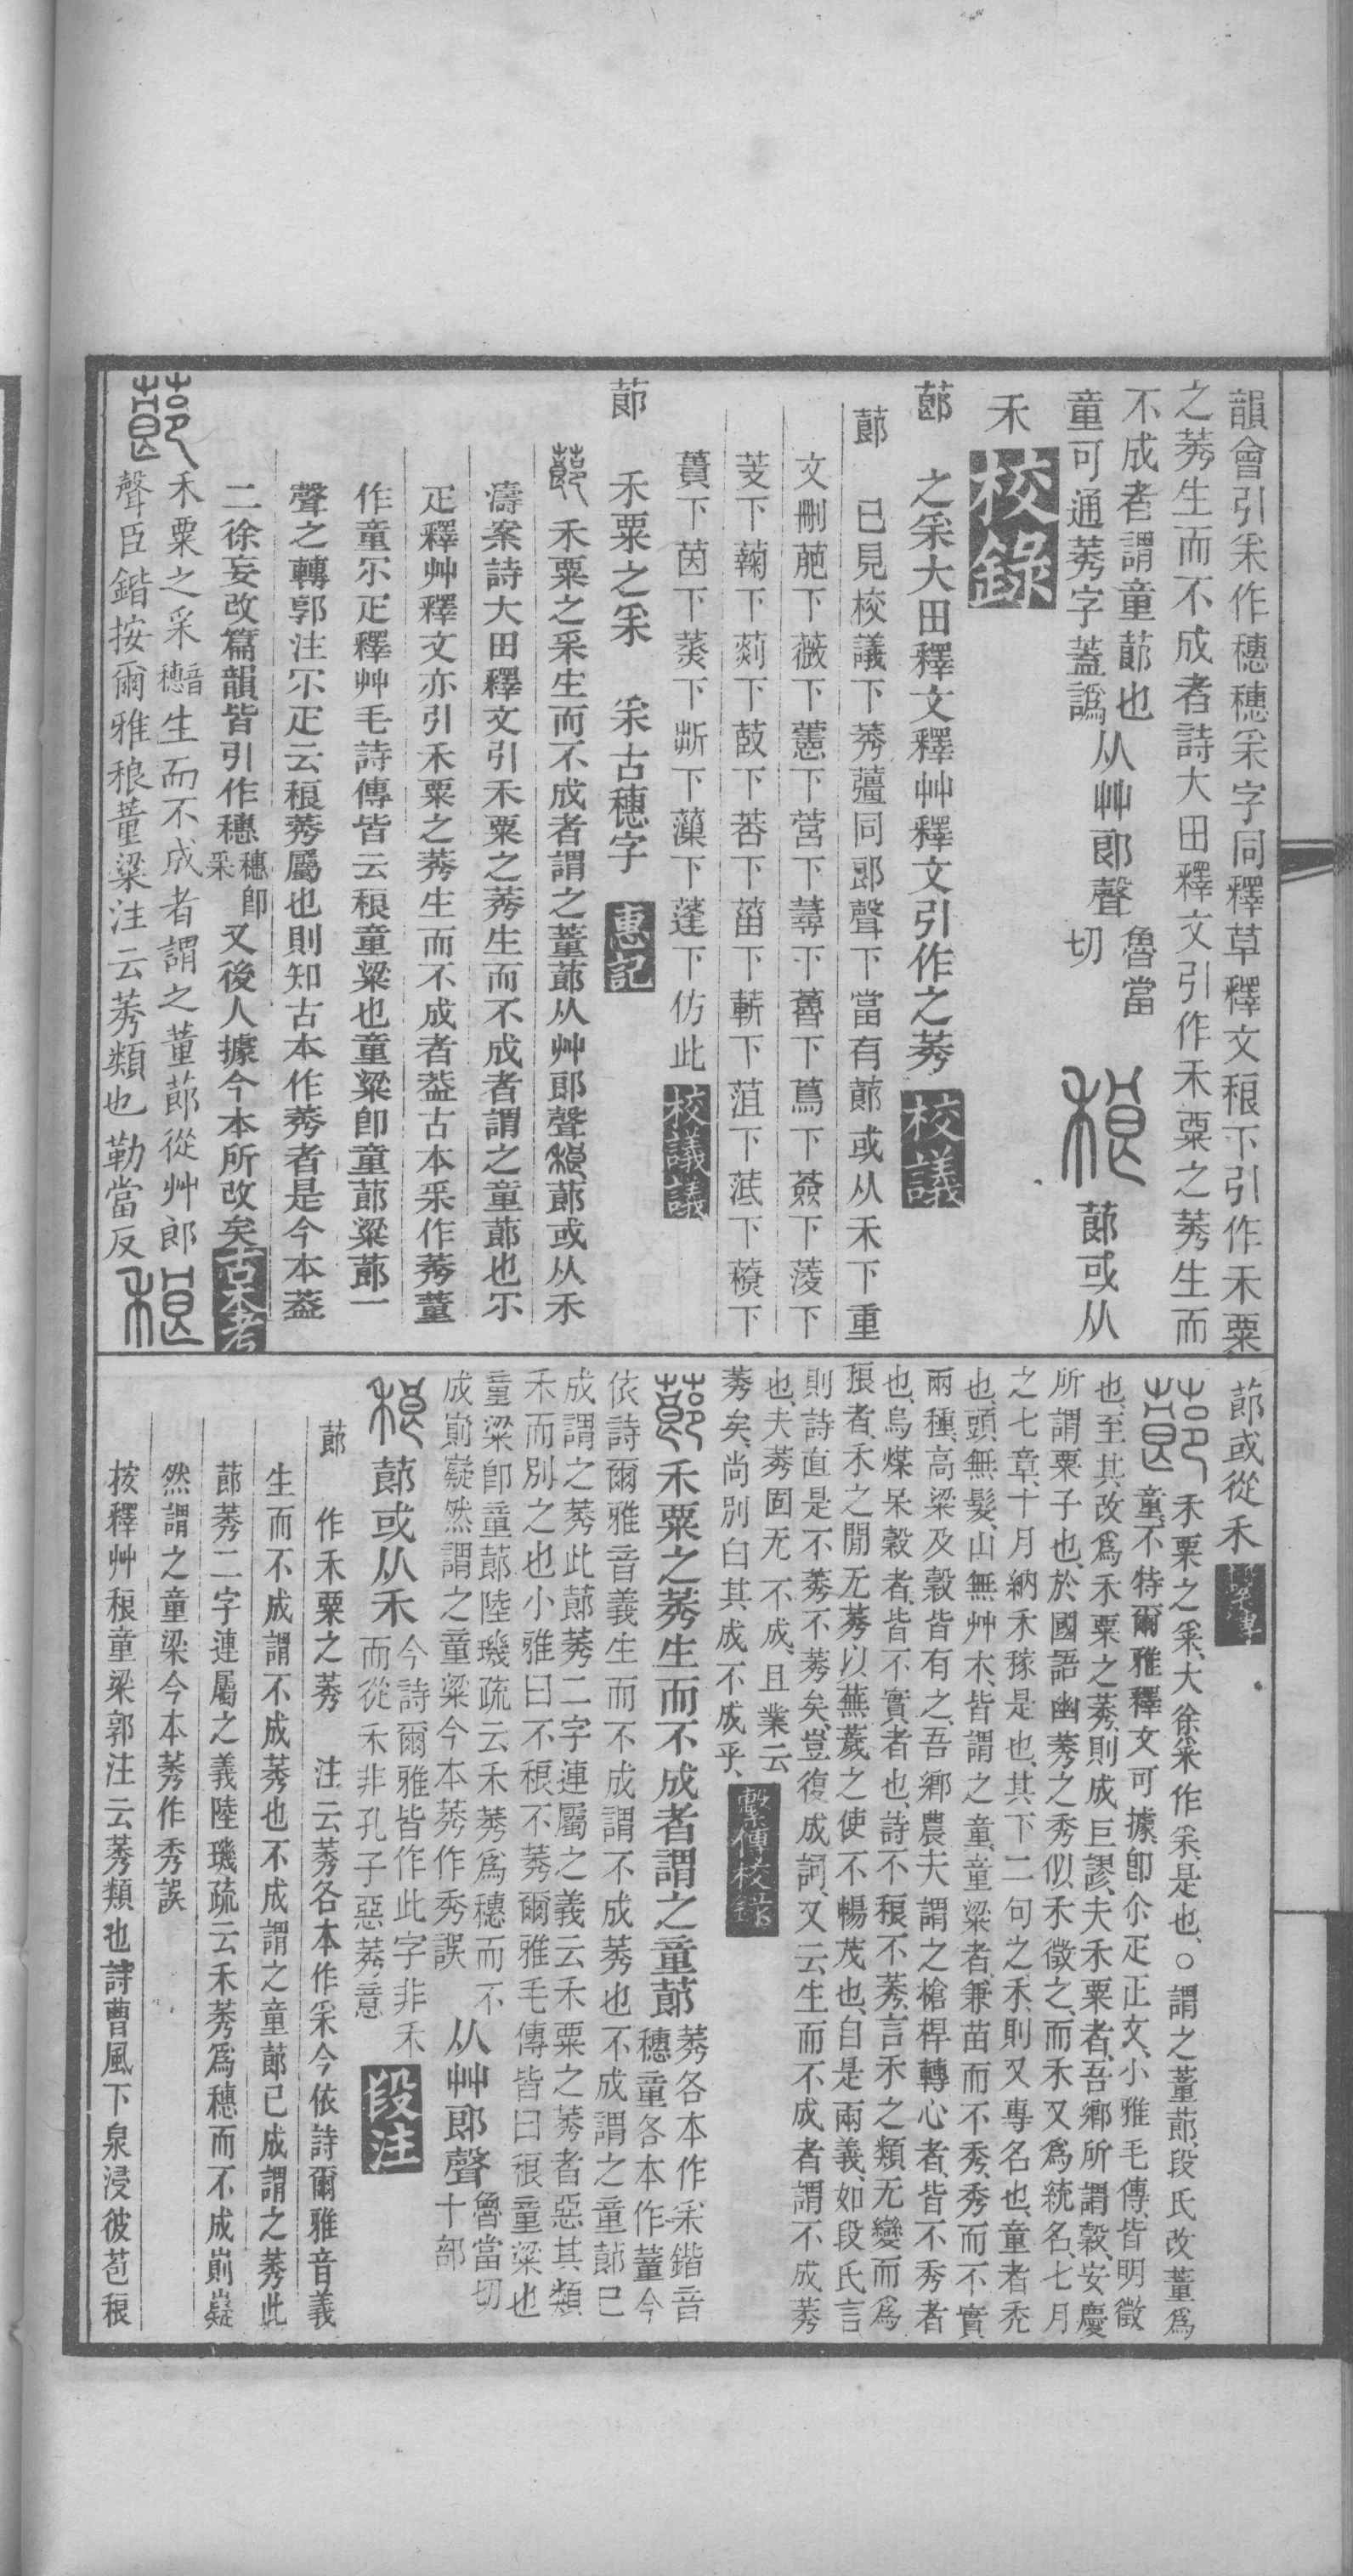 韻會引采作穗穗采字同釋草釋文稂下引作禾粟
之莠生而不成者詩大田釋文引作禾粟之莠生而
不成者謂童蓈也
童可通莠字蓋譌
从艸郎聲
魯當
切
稂
蓈或从
禾
校錄
蓈 之采大田釋文釋艸釋文引作之莠 校議
蓈 已見校議下莠虋同郎聲下當有蓈或从禾下重
文刪萉下薇下藼下營下蕁下蘠下蔦下薟下蔆下
芰下蘜下茢下菣下萿下菑下蘄下菹下菭下藬下
蕢下茵下蒸下斳下薻下蓬下仿此 校議議
蓈 禾粟之采 采古穗字 惠記
蓈禾粟之采生而不成者謂之蕫蓈从艸郎聲稂蓈或从禾
濤案詩大田釋文引禾粟之莠生而不成者謂之童蓈也尒
疋釋艸釋文亦引禾粟之莠生而不成者葢古本采作莠蕫
作童尒疋釋艸毛詩傳皆云稂童粱也童粱即童蓈粱蓈一
聲之轉郭注尒疋云稂莠屬也則知古本作莠者是今本葢
二徐妄改篇韻皆引作穗穗即采又後人據今本所改矣 古本考
蓈 禾粟之采音穗生而不成者謂之蕫蓈從艸郎
聲臣鍇按爾雅稂蕫粱注云莠類也勒當反 稂
蓈或從禾 繫傳
蓈 禾粟之采、大徐采作采、是也、○謂之蕫蓈、段氏改蕫爲
童、不特爾雅釋文可據、即尒疋正文、小雅毛傳、皆明徵
也、至其改爲禾粟之莠、則成巨謬、夫禾粟者、吾鄉所謂穀、安慶
所謂粟子也、於國語幽莠之秀似禾徵之、而禾又爲統名、七月
之七章、十月納禾稼是也、其下二句之禾、則又專名也、童者禿
也、頭無髮、山無艸木、皆謂之童、童粱者、兼苗而不秀、秀而不實
兩種、高粱及穀皆有之、吾鄉農夫謂之槍桿轉心者、皆不秀者
也、烏煤呆穀者、皆不實者也、詩不稂不莠、言禾之類无變而爲
稂者、禾之閒无莠、以蕪薉之使不暢茂也、自是兩義、如段氏言
則詩直是不莠不莠矣、豈復成詞、又云、生而不成者謂不成莠
也、夫莠固无不成、且業云
莠矣、尚別白其成不成乎、
繫傳校錄
蓈 禾粟之莠生而不成者謂之童蓈
莠各本作采鍇音
穗童各本作蕫今
依詩爾雅音義生而不成謂不成莠也不成謂之童蓈已
成謂之莠此蓈莠二字連屬之義云禾粟之莠者惡其類
禾而別之也小雅曰不稂不莠爾雅毛傳皆曰稂童粱也
童粱即童蓈陸璣疏云禾莠爲穗而不
成崱嶷然謂之童粱今本莠作秀誤
从艸郎聲
魯當切
十部
稂 蓈或从禾
今詩爾雅皆作此字非禾
而從禾非孔子惡莠意
段注
蓈 作禾粟之莠 注云莠各本作采今依詩爾雅音義
生而不成謂不成莠也不成謂之童蓈已成謂之莠此
蓈莠二字連屬之義陸璣疏云禾莠爲穗而不成崱嶷
然謂之童粱今本莠作秀誤
按釋艸稂童粱郭注云莠類也詩曹風下泉浸彼苞稂